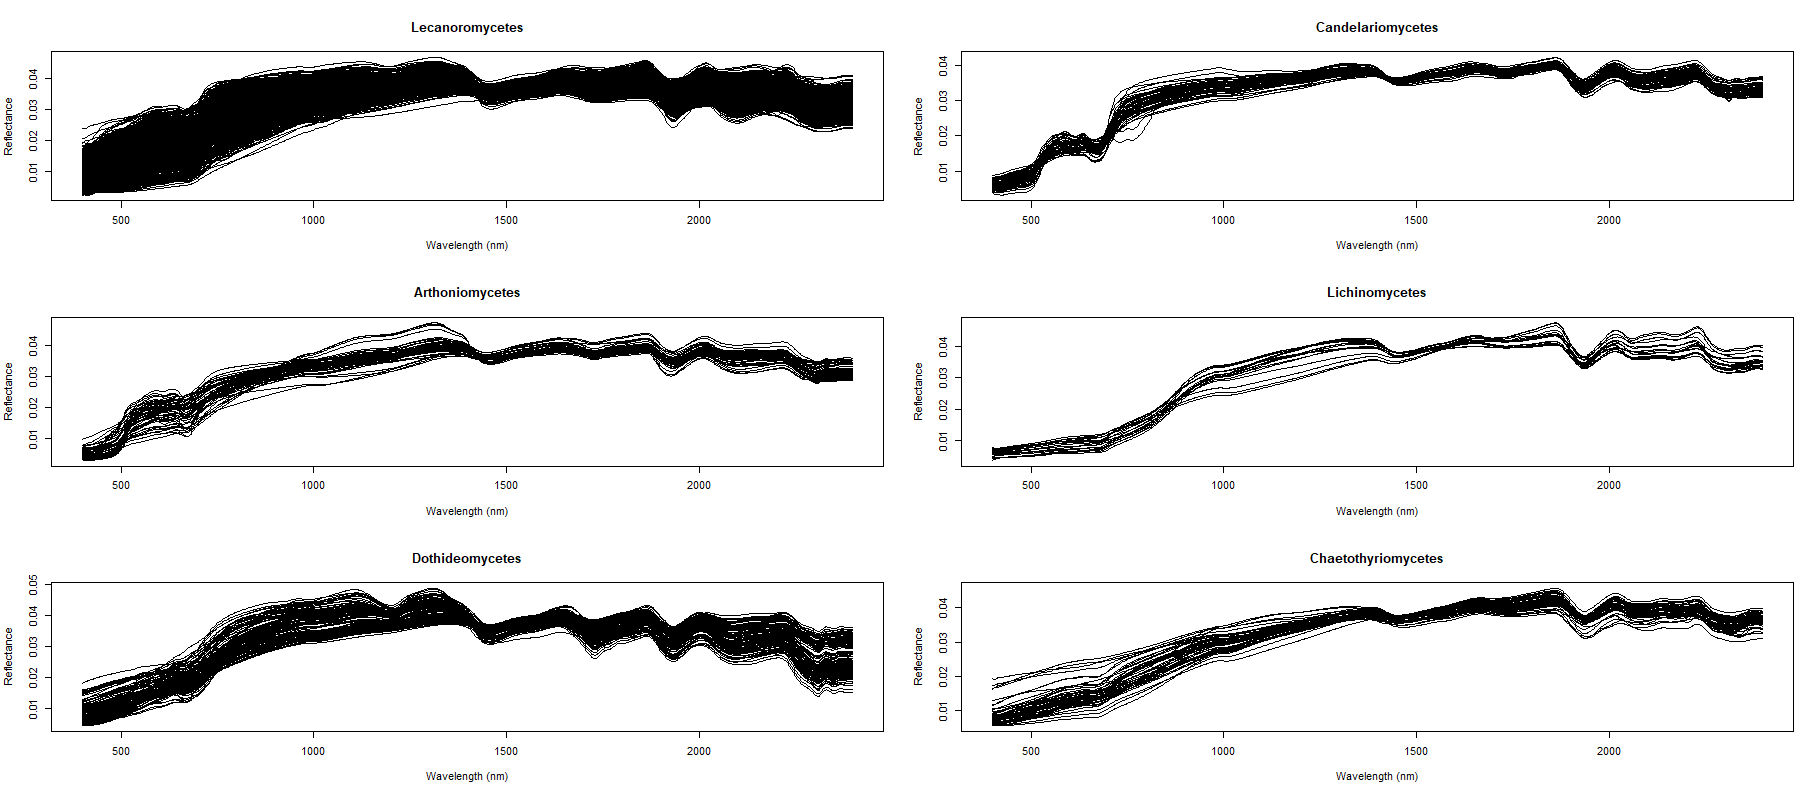 Lecanoromycetes
Reflectance
0.04
0.03
0.02
0.01
500 1000 1500 2000
Wavelength (nm)
Candelariomycetes
Reflectance
0.04
0.03
0.02
0.01
500 1000 1500 2000
Wavelength (nm)
Arthoniomycetes
Reflectance
0.04
0.03
0.02
0.01
500 1000 1500 2000
Wavelength (nm)
Lichinomycetes
Reflectance
0.04
0.03
0.02
0.01
500 1000 1500 2000
Wavelength (nm)
Dothideomycetes
Reflectance
0.05
0.04
0.03
0.02
0.01
500 1000 1500 2000
Wavelength (nm)
Chaetothyriomycetes
Reflectance
0.04
0.03
0.02
0.01
500 1000 1500 2000
Wavelength (nm)